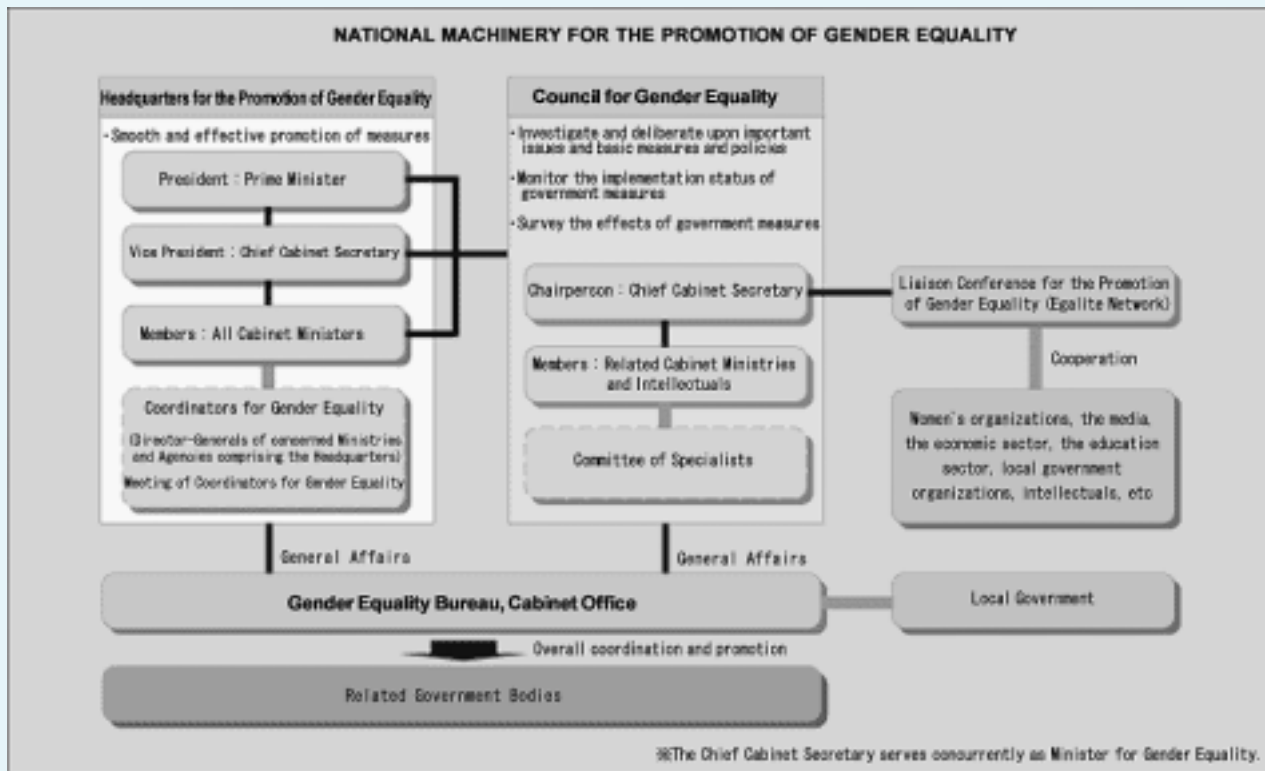 NATIONAL MACHINERY FOR THE PROMOTION OF GENDER EQUALITY
Headquarters for the Promotion of Gender Equality
・Smooth and effective promotion of measures
President : Prime Minister
Vice President : Chief Cabinet Secretary
Members : All Cabinet Ministers
Coordinators for Gender Equality
(Director-Generals of concerned Ministries
and Agencies comprising the Headquarters)
Meeting of Coordinators for Gender Equality
Council for Gender Equality
・Investigate and deliberate upon important
issues and basic measures and policies
・Monitor the implementation status of
government measures
・Survey the effects of government measures
Chairperson : Chief Cabinet Secretary
Members : Related Cabinet Ministries
and Intellectuals
Committee of Specialists
Liaison Conference for the Promotion
of Gender Equality (Egalite Network)
Cooperation
Women's organizations, the media,
the economic sector, the education
sector, local government
organizations, intellectuals, etc
General Affairs
General Affairs
Gender Equality Bureau, Cabinet Office
Local Government
Overall coordination and promotion
Related Government Bodies
※The Chief Cabinet Secretary serves concurrently as Minister for Gender Equality.